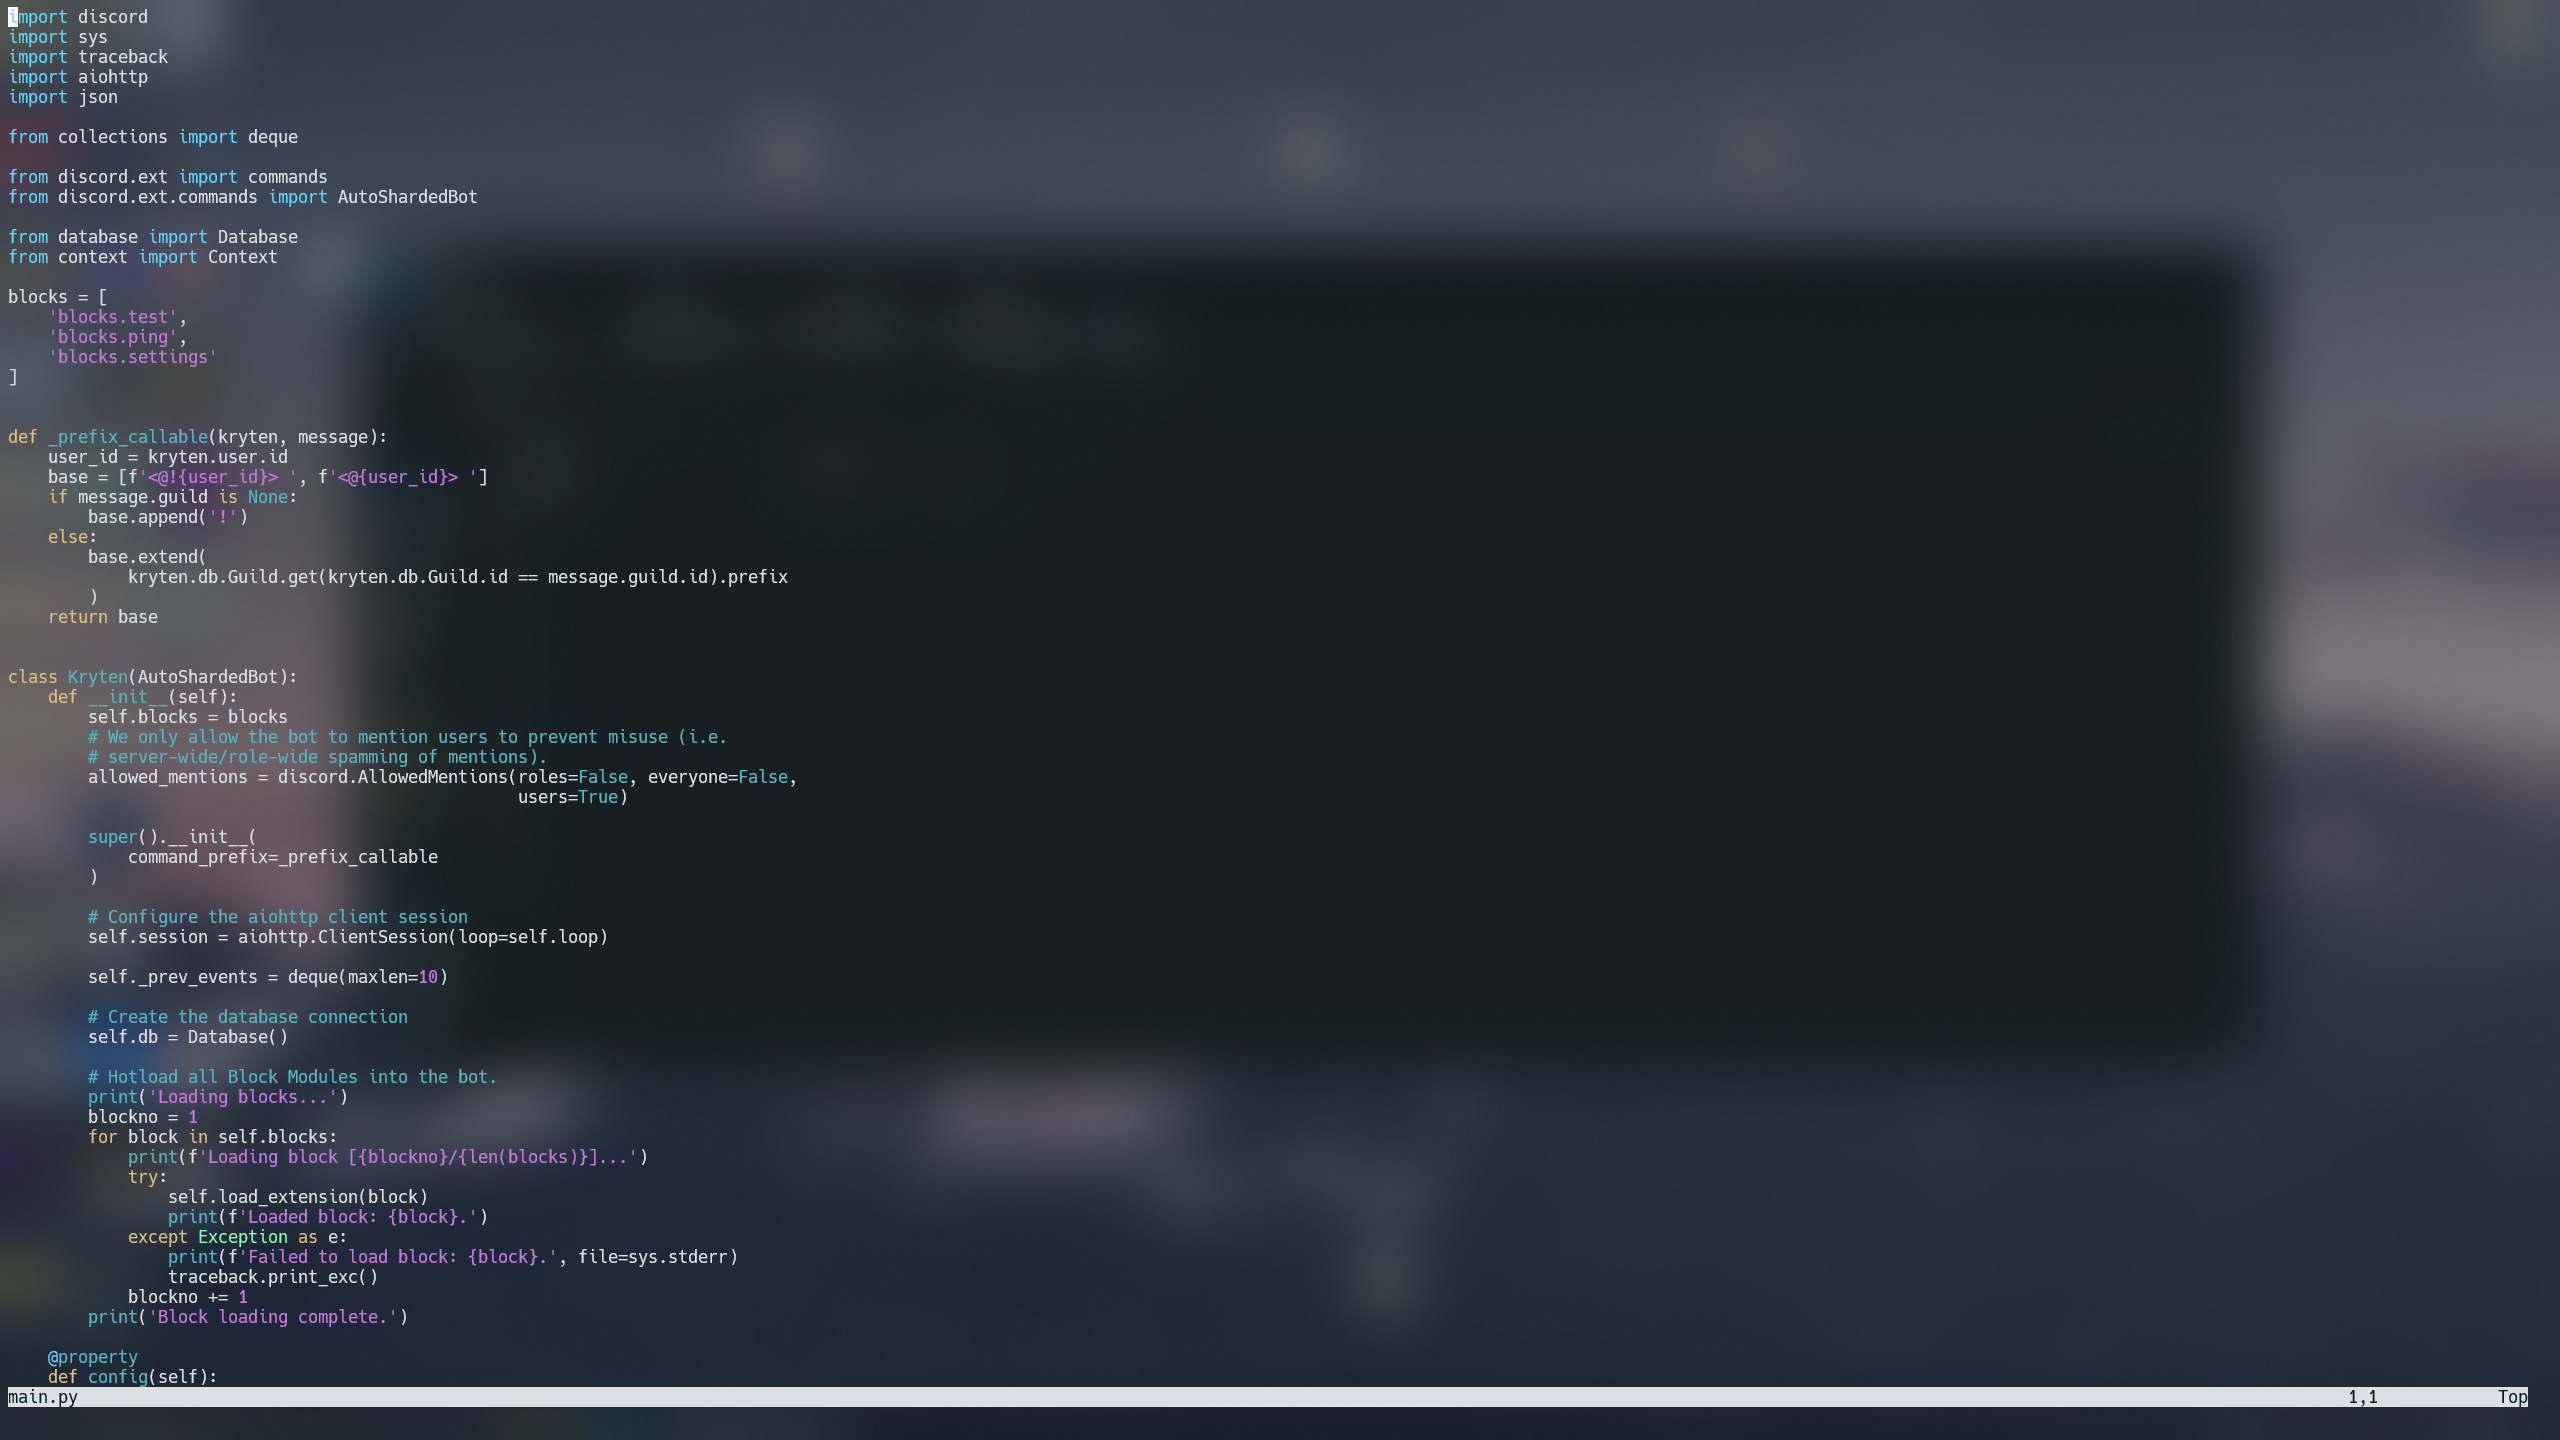 import discord
import sys
import traceback
import aiohttp
import json

from collections import deque

from discord.ext import commands
from discord.ext.commands import AutoShardedBot

from database import Database
from context import Context

blocks = [
    'blocks.test',
    'blocks.ping',
    'blocks.settings'
]


def _prefix_callable(kryten, message):
    user_id = kryten.user.id
    base = [f'<@!{user_id}> ', f'<@{user_id}> ']
    if message.guild is None:
        base.append('!')
    else:
        base.extend(
            kryten.db.Guild.get(kryten.db.Guild.id == message.guild.id).prefix
        )
    return base


class Kryten(AutoShardedBot):
    def __init__(self):
        self.blocks = blocks
        # We only allow the bot to mention users to prevent misuse (i.e.
        # server-wide/role-wide spamming of mentions).
        allowed_mentions = discord.AllowedMentions(roles=False, everyone=False,
                                                   users=True)

        super().__init__(
            command_prefix=_prefix_callable
        )

        # Configure the aiohttp client session
        self.session = aiohttp.ClientSession(loop=self.loop)

        self._prev_events = deque(maxlen=10)

        # Create the database connection
        self.db = Database()

        # Hotload all Block Modules into the bot.
        print('Loading blocks...')
        blockno = 1
        for block in self.blocks:
            print(f'Loading block [{blockno}/{len(blocks)}]...')
            try:
                self.load_extension(block)
                print(f'Loaded block: {block}.')
            except Exception as e:
                print(f'Failed to load block: {block}.', file=sys.stderr)
                traceback.print_exc()
            blockno += 1
        print('Block loading complete.')

    @property
    def config(self):
main.py 1,1 Top